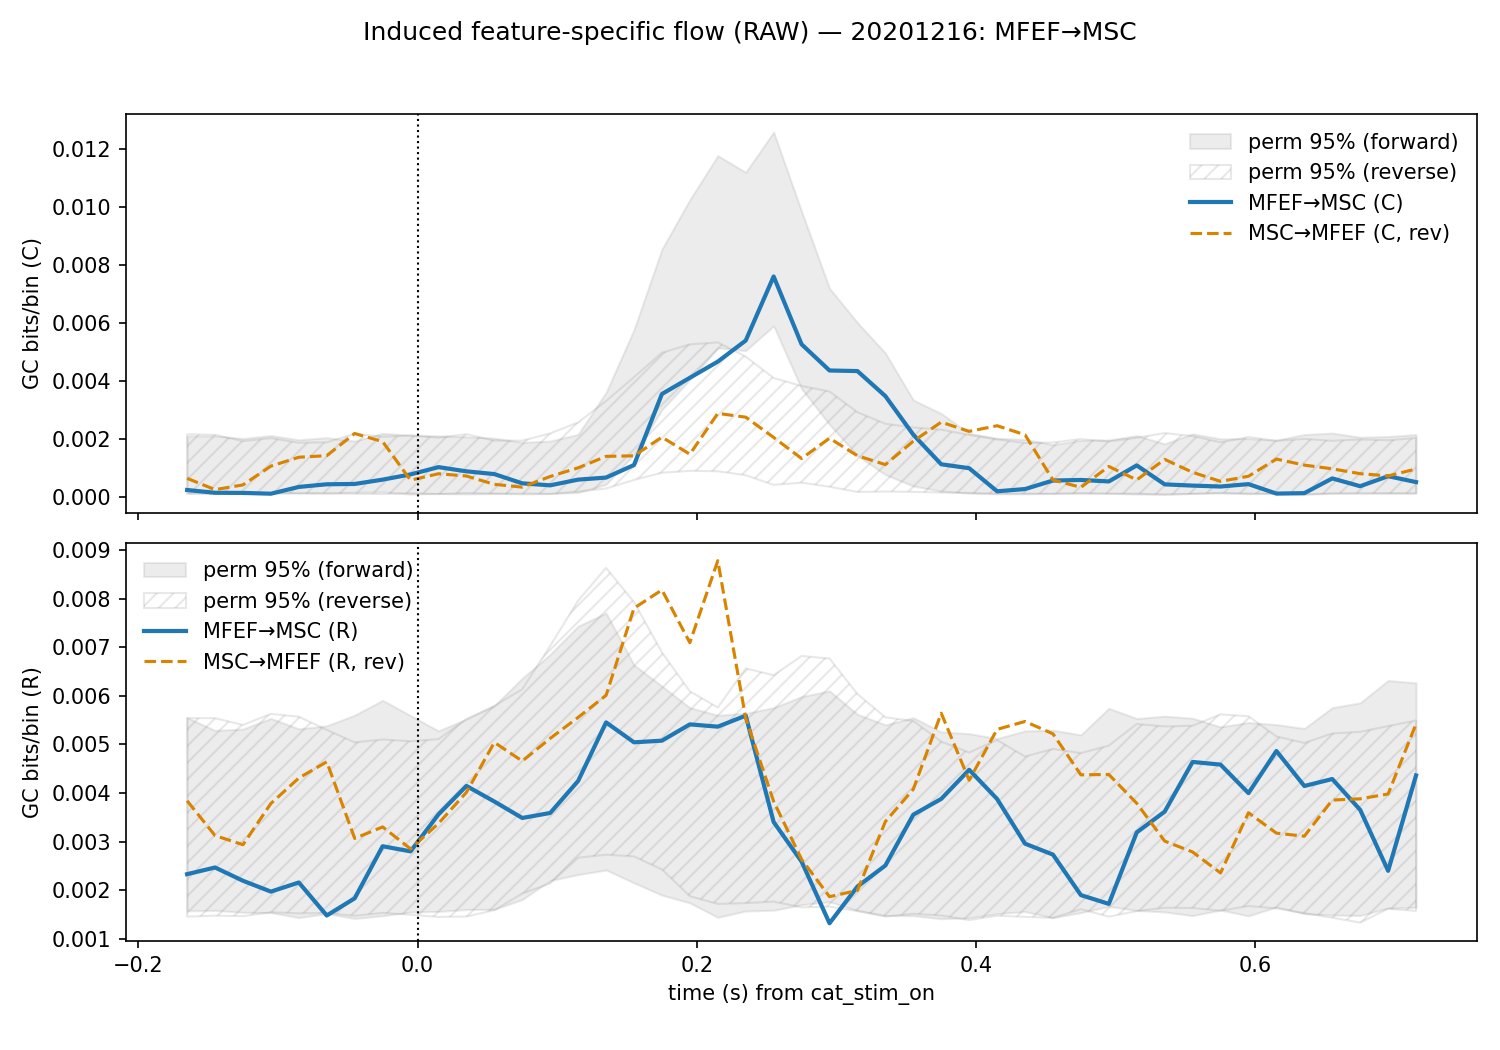 Induced feature-specific flow (RAW) — 20201216: MFEF→MSC
GC bits/bin (C)
0.012
0.010
0.008
0.006
0.004
0.002
0.000
perm 95% (forward)
perm 95% (reverse)
MFEF→MSC (C)
MSC→MFEF (C, rev)
GC bits/bin (R)
0.009
0.008
0.007
0.006
0.005
0.004
0.003
0.002
0.001
perm 95% (forward)
perm 95% (reverse)
MFEF→MSC (R)
MSC→MFEF (R, rev)
−0.2 0.0 0.2 0.4 0.6
time (s) from cat_stim_on